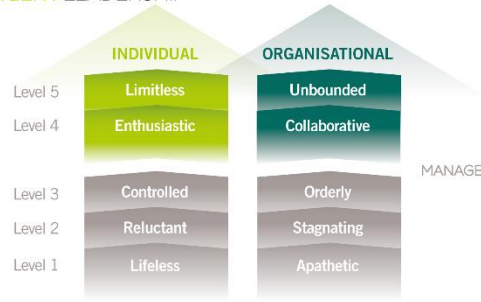 INDIVIDUAL ORGANISATIONAL
Level 5 Limitless Unbounded
Level 4 Enthusiastic Collaborative
MANAGE
Level 3 Controlled Orderly
Level 2 Reluctant Stagnating
Level 1 Lifeless Apathetic